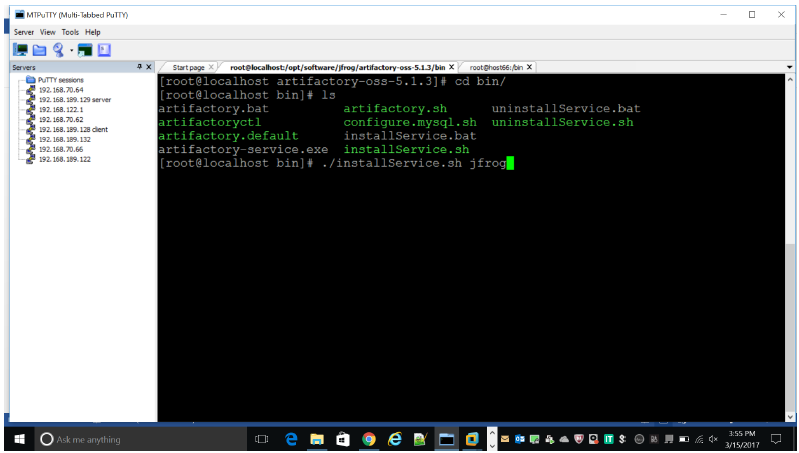 MTPuTTY (Multi-Tabbed PuTTY)
Server View Tools Help
Servers
Start page
root@localhost:/opt/software/jfrog/artifactory-oss-5.1.3/bin X
root@host66:/bin X
PuTTY sessions
192.168.70.64
192.168.189.129 server
192.168.122.1
192.168.70.62
192.168.189.128 client
192.168.189.132
192.168.70.66
192.168.189.122
[root@localhost artifactory-oss-5.1.3]# cd bin/
[root@localhost bin]# ls
artifactory.bat artifactory.sh uninstallService.bat
artifactoryctl configure.mysql.sh uninstallService.sh
artifactory.default installService.bat
artifactory-service.exe installService.sh
[root@localhost bin]# ./installService.sh jfrog
Ask me anything
3:55 PM
3/15/2017